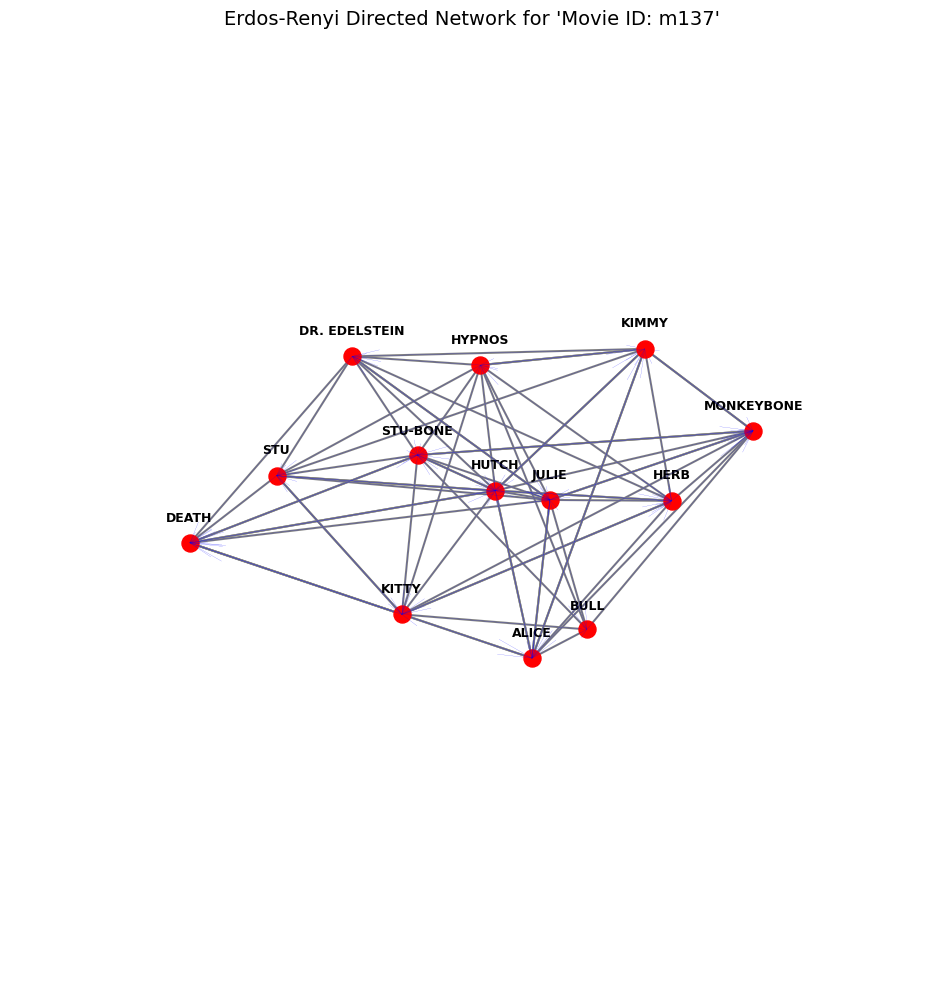 Erdos-Renyi Directed Network for 'Movie ID: m137'
KIMMY
DR. EDELSTEIN
HYPNOS
MONKEYBONE
STU-BONE
STU
HUTCH
JULIE
HERB
DEATH
KITTY
BULL
ALICE